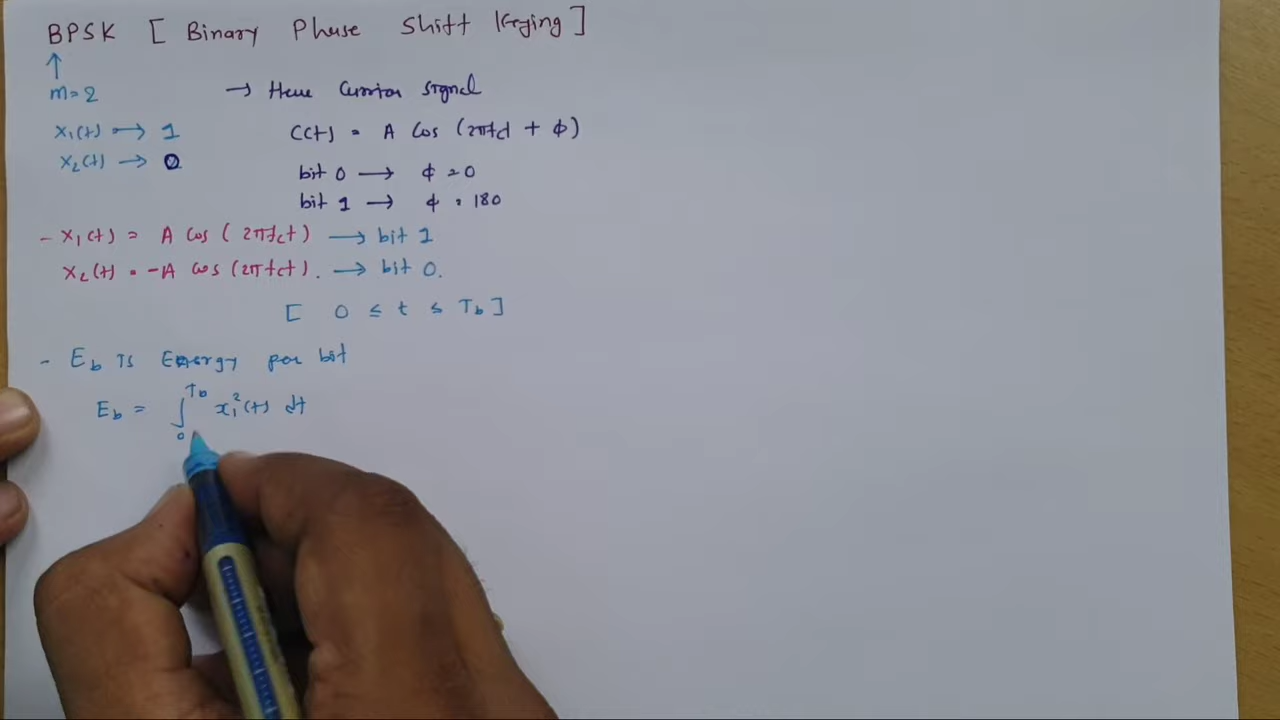 BPSK [ Binary Phase Shift Keying ]
↑
m = 2
→ Here Carrier signal
x₁(t) → 1
C(t) = A Cos (2πfct + φ)
x₂(t) → 0
bit 0 → φ = 0
bit 1 → φ = 180
- x₁(t) = A Cos ( 2πfct) → bit 1
x₂(t) = -A Cos (2πfct). → bit 0.
[ 0 ≤ t ≤ Tb ]
- Eb is Energy per bit
Eb = ∫₀^Tb x₁²(t) dt